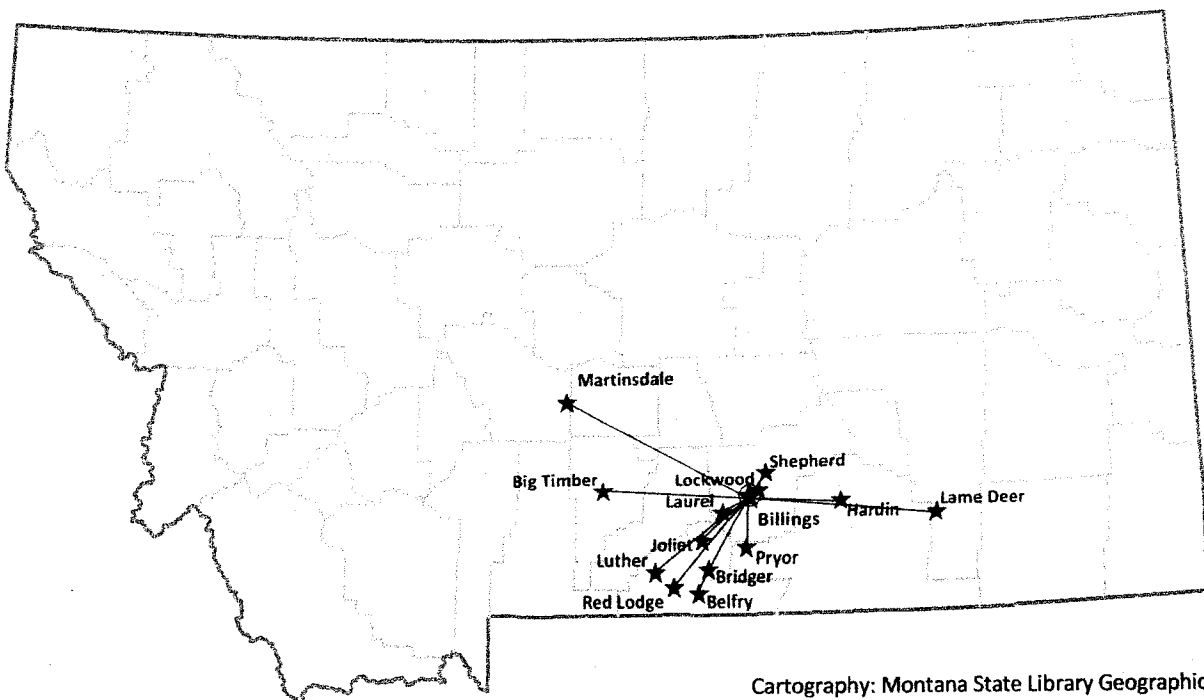 Martinsdale
Shepherd
Big Timber
Lockwood
Laurel
Hardin
Lame Deer
Billings
Joliet
Pryor
Luther
Bridger
Red Lodge
Belfry
Cartography: Montana State Library Geographic